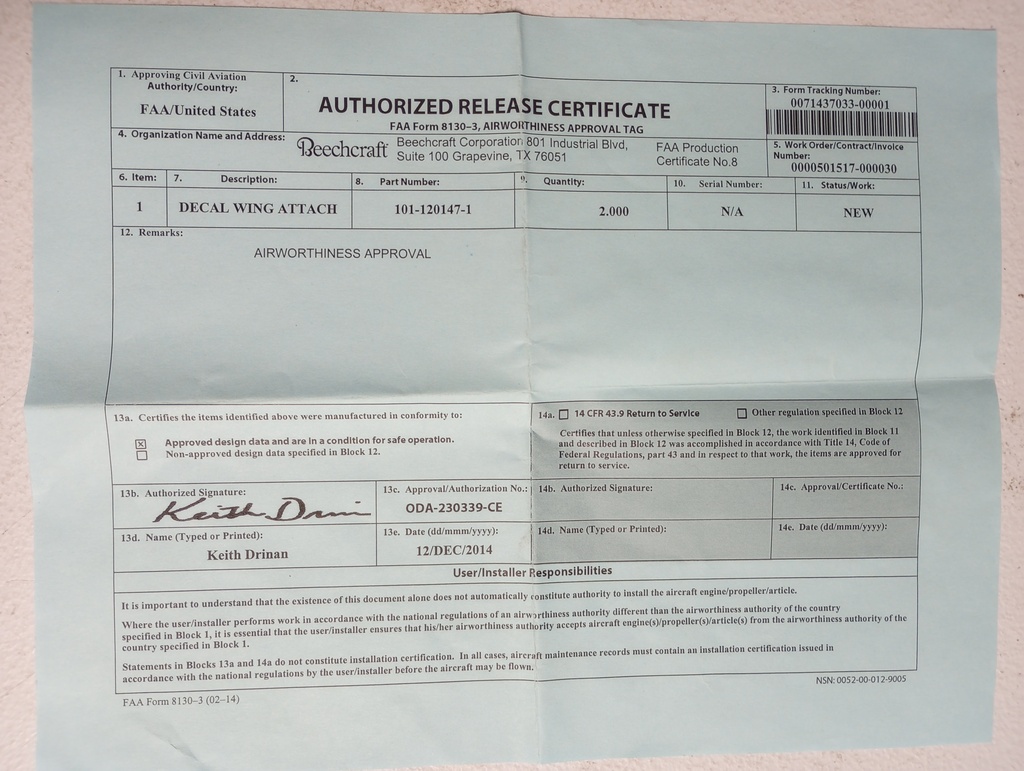 1. Approving Civil Aviation
Authority/Country:
FAA/United States
2.
AUTHORIZED RELEASE CERTIFICATE
FAA Form 8130–3, AIRWORTHINESS APPROVAL TAG
3. Form Tracking Number:
0071437033-00001
4. Organization Name and Address:
Beechcraft
Beechcraft Corporation 801 Industrial Blvd,
Suite 100 Grapevine, TX 76051
FAA Production
Certificate No.8
5. Work Order/Contract/Invoice
Number:
0000501517-000030
6. Item: 7. Description: 8. Part Number: 9. Quantity: 10. Serial Number: 11. Status/Work:
1 DECAL WING ATTACH 101-120147-1 2.000 N/A NEW
12. Remarks:
AIRWORTHINESS APPROVAL
13a. Certifies the items identified above were manufactured in conformity to:
Approved design data and are in a condition for safe operation.
Non-approved design data specified in Block 12.
14a. 14 CFR 43.9 Return to Service Other regulation specified in Block 12
Certifies that unless otherwise specified in Block 12, the work identified in Block 11
and described in Block 12 was accomplished in accordance with Title 14, Code of
Federal Regulations, part 43 and in respect to that work, the items are approved for
return to service.
13b. Authorized Signature:
Keith Drinan
13c. Approval/Authorization No.:
ODA-230339-CE
14b. Authorized Signature:
14c. Approval/Certificate No.:
13d. Name (Typed or Printed):
Keith Drinan
13e. Date (dd/mmm/yyyy):
12/DEC/2014
14d. Name (Typed or Printed):
14e. Date (dd/mmm/yyyy):
User/Installer Responsibilities
It is important to understand that the existence of this document alone does not automatically constitute authority to install the aircraft engine/propeller/article.
Where the user/installer performs work in accordance with the national regulations of an airworthiness authority different than the airworthiness authority of the country
specified in Block 1, it is essential that the user/installer ensures that his/her airworthiness authority accepts aircraft engine(s)/propeller(s)/article(s) from the airworthiness authority of the
country specified in Block 1.
Statements in Blocks 13a and 14a do not constitute installation certification. In all cases, aircraft maintenance records must contain an installation certification issued in
accordance with the national regulations by the user/installer before the aircraft may be flown.
FAA Form 8130–3 (02–14)
NSN: 0052-00-012-9005